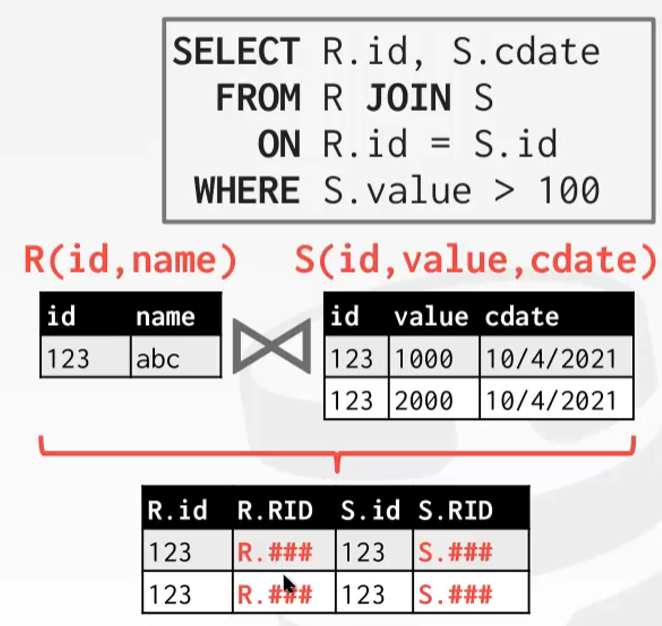 SELECT R.id, S.cdate
FROM R JOIN S
ON R.id = S.id
WHERE S.value > 100
R(id,name) S(id,value,cdate)
id name
123 abc
id value cdate
123 1000 10/4/2021
123 2000 10/4/2021
R.id R.RID S.id S.RID
123 R.### 123 S.###
123 R.### 123 S.###